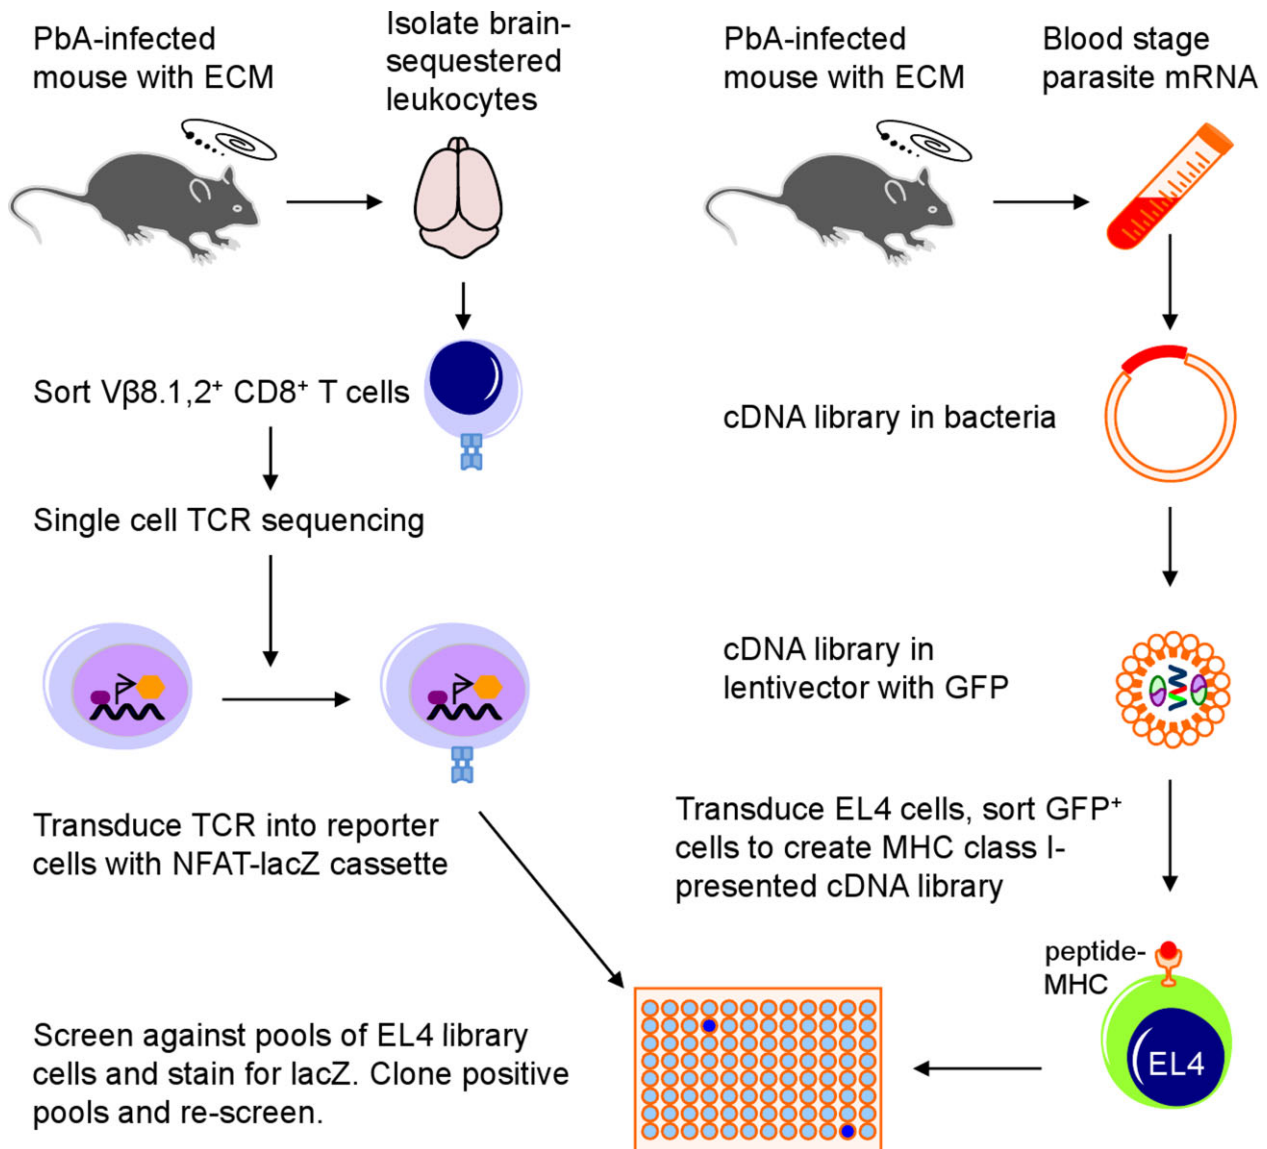 PbA-infected
mouse with ECM
Isolate brain-
sequestered
leukocytes
Sort Vβ8.1,2⁺ CD8⁺ T cells
Single cell TCR sequencing
Transduce TCR into reporter
cells with NFAT-lacZ cassette
Screen against pools of EL4 library
cells and stain for lacZ. Clone positive
pools and re-screen.
PbA-infected
mouse with ECM
Blood stage
parasite mRNA
cDNA library in bacteria
cDNA library in
lentivector with GFP
Transduce EL4 cells, sort GFP⁺
cells to create MHC class I-
presented cDNA library
peptide-
MHC
EL4